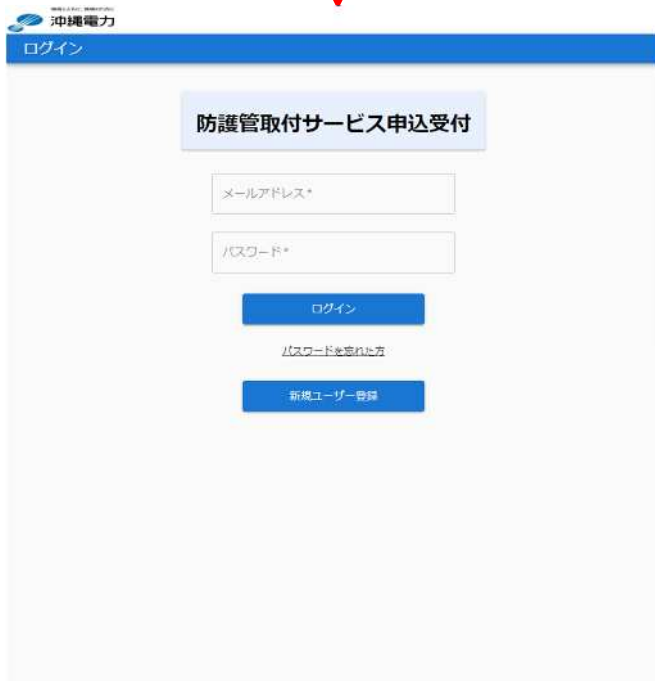 沖縄電力
ログイン
防護管取付サービス申込受付
メールアドレス*
パスワード*
ログイン
パスワードを忘れた方
新規ユーザー登録